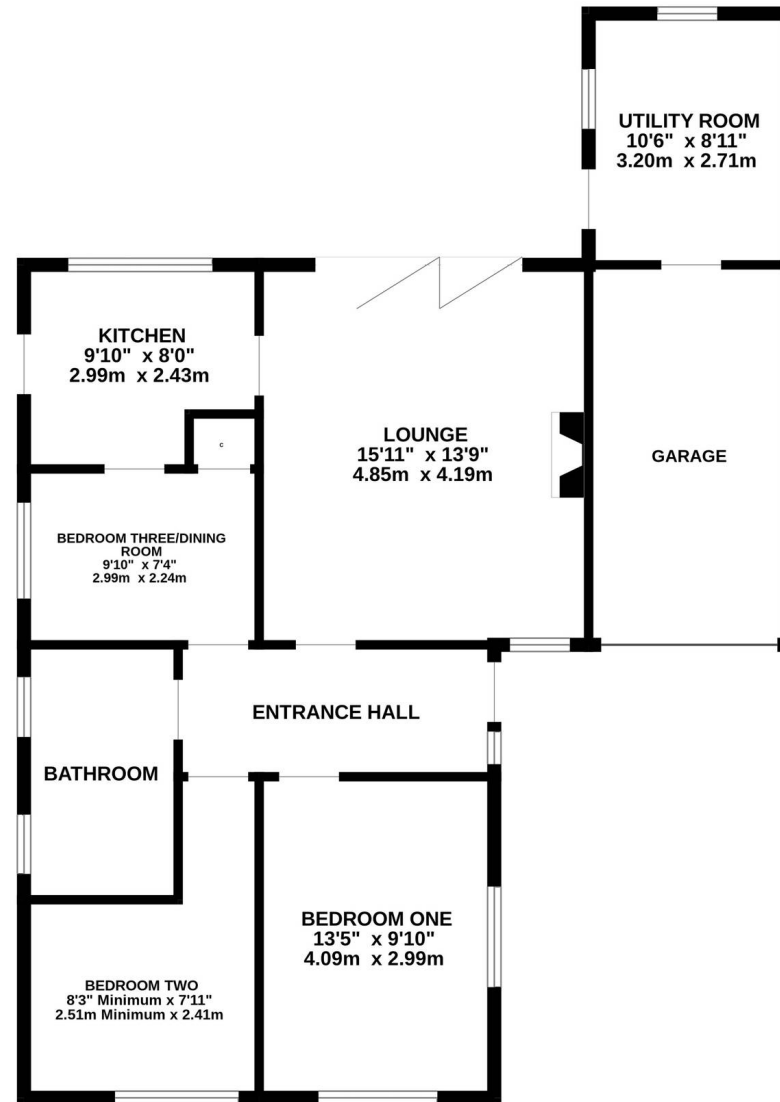 UTILITY ROOM
10'6" x 8'11"
3.20m x 2.71m
KITCHEN
9'10" x 8'0"
2.99m x 2.43m
C
LOUNGE
15'11" x 13'9"
4.85m x 4.19m
GARAGE
BEDROOM THREE/DINING
ROOM
9'10" x 7'4"
2.99m x 2.24m
ENTRANCE HALL
BATHROOM
BEDROOM ONE
13'5" x 9'10"
4.09m x 2.99m
BEDROOM TWO
8'3" Minimum x 7'11"
2.51m Minimum x 2.41m